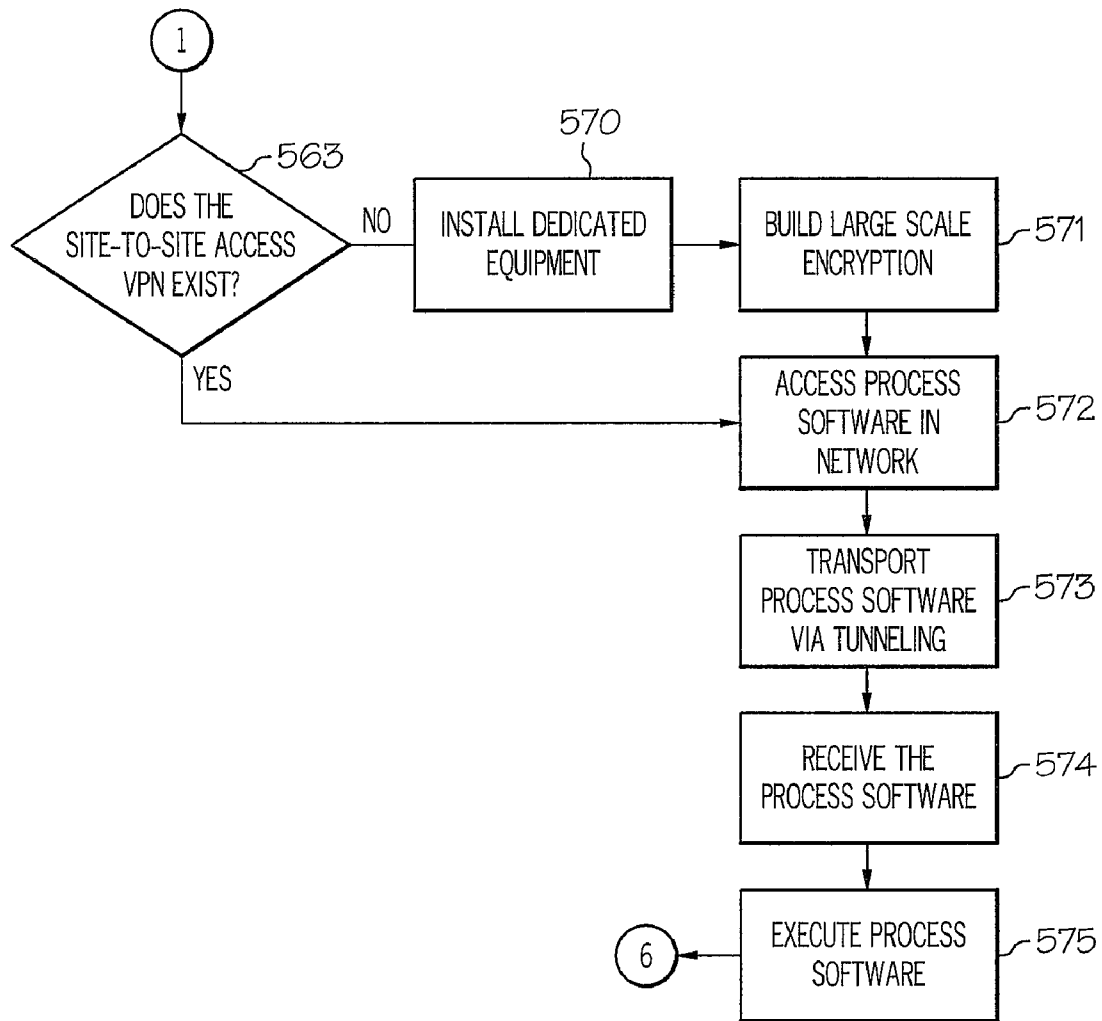 1
563
DOES THE
SITE-TO-SITE ACCESS
VPN EXIST?
NO
YES
570
INSTALL DEDICATED
EQUIPMENT
BUILD LARGE SCALE
ENCRYPTION
571
ACCESS PROCESS
SOFTWARE IN
NETWORK
572
TRANSPORT
PROCESS SOFTWARE
VIA TUNNELING
573
RECEIVE THE
PROCESS SOFTWARE
574
EXECUTE PROCESS
SOFTWARE
575
6